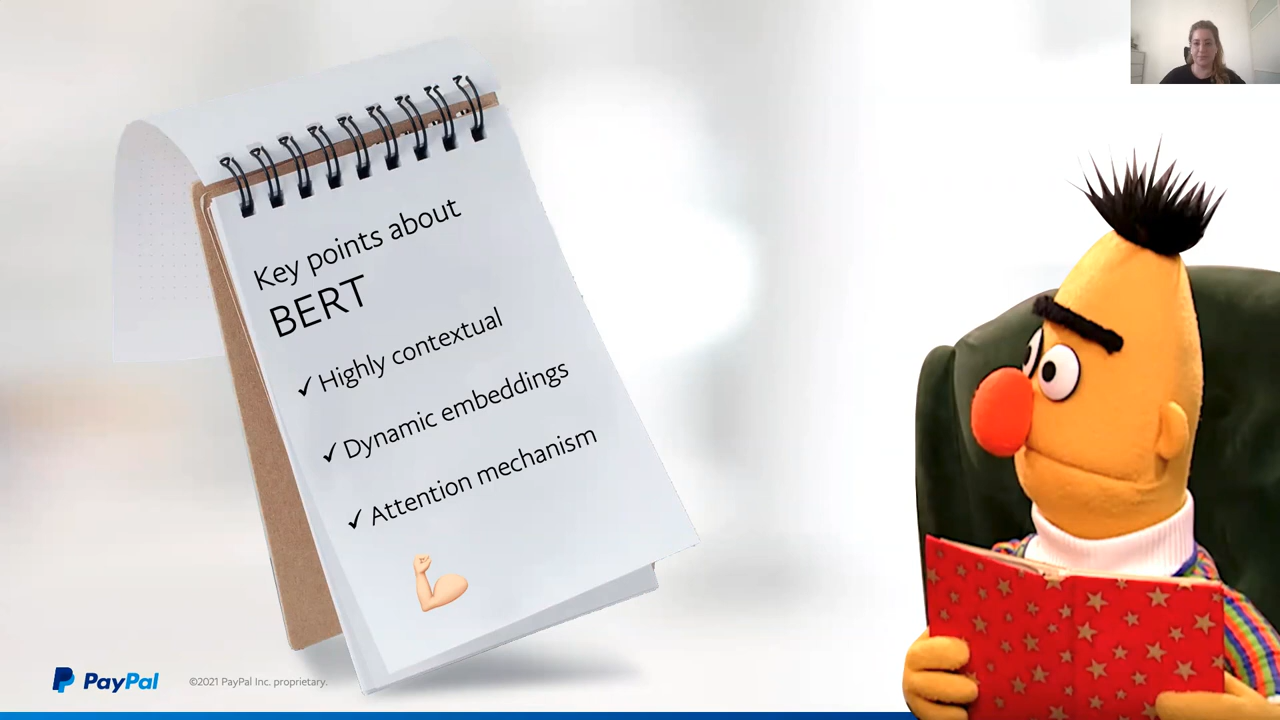 Key points about
BERT
✓ Highly contextual
✓ Dynamic embeddings
✓ Attention mechanism
PayPal
©2021 PayPal Inc. proprietary.